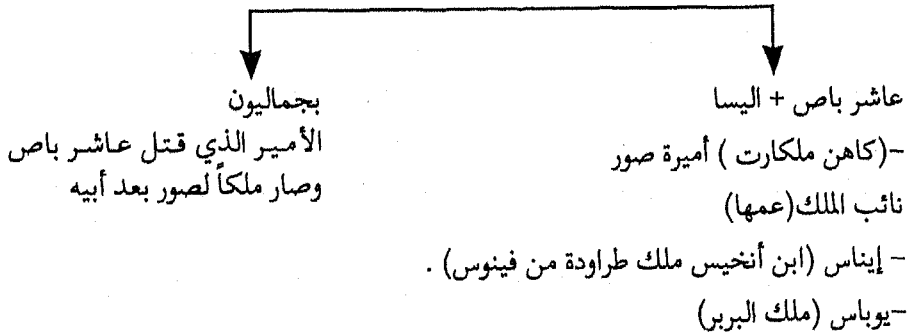 عاشر باص + اليسا
-(كاهن ملكارت ) أميرة صور
نائب الملك(عمها)
- إيناس (ابن أنخيس ملك طراودة من فينوس) .
-يوباس (ملك البربر)
بجماليون
الأمير الذي قتل عاشر باص
وصار ملكاً لصور بعد أبيه